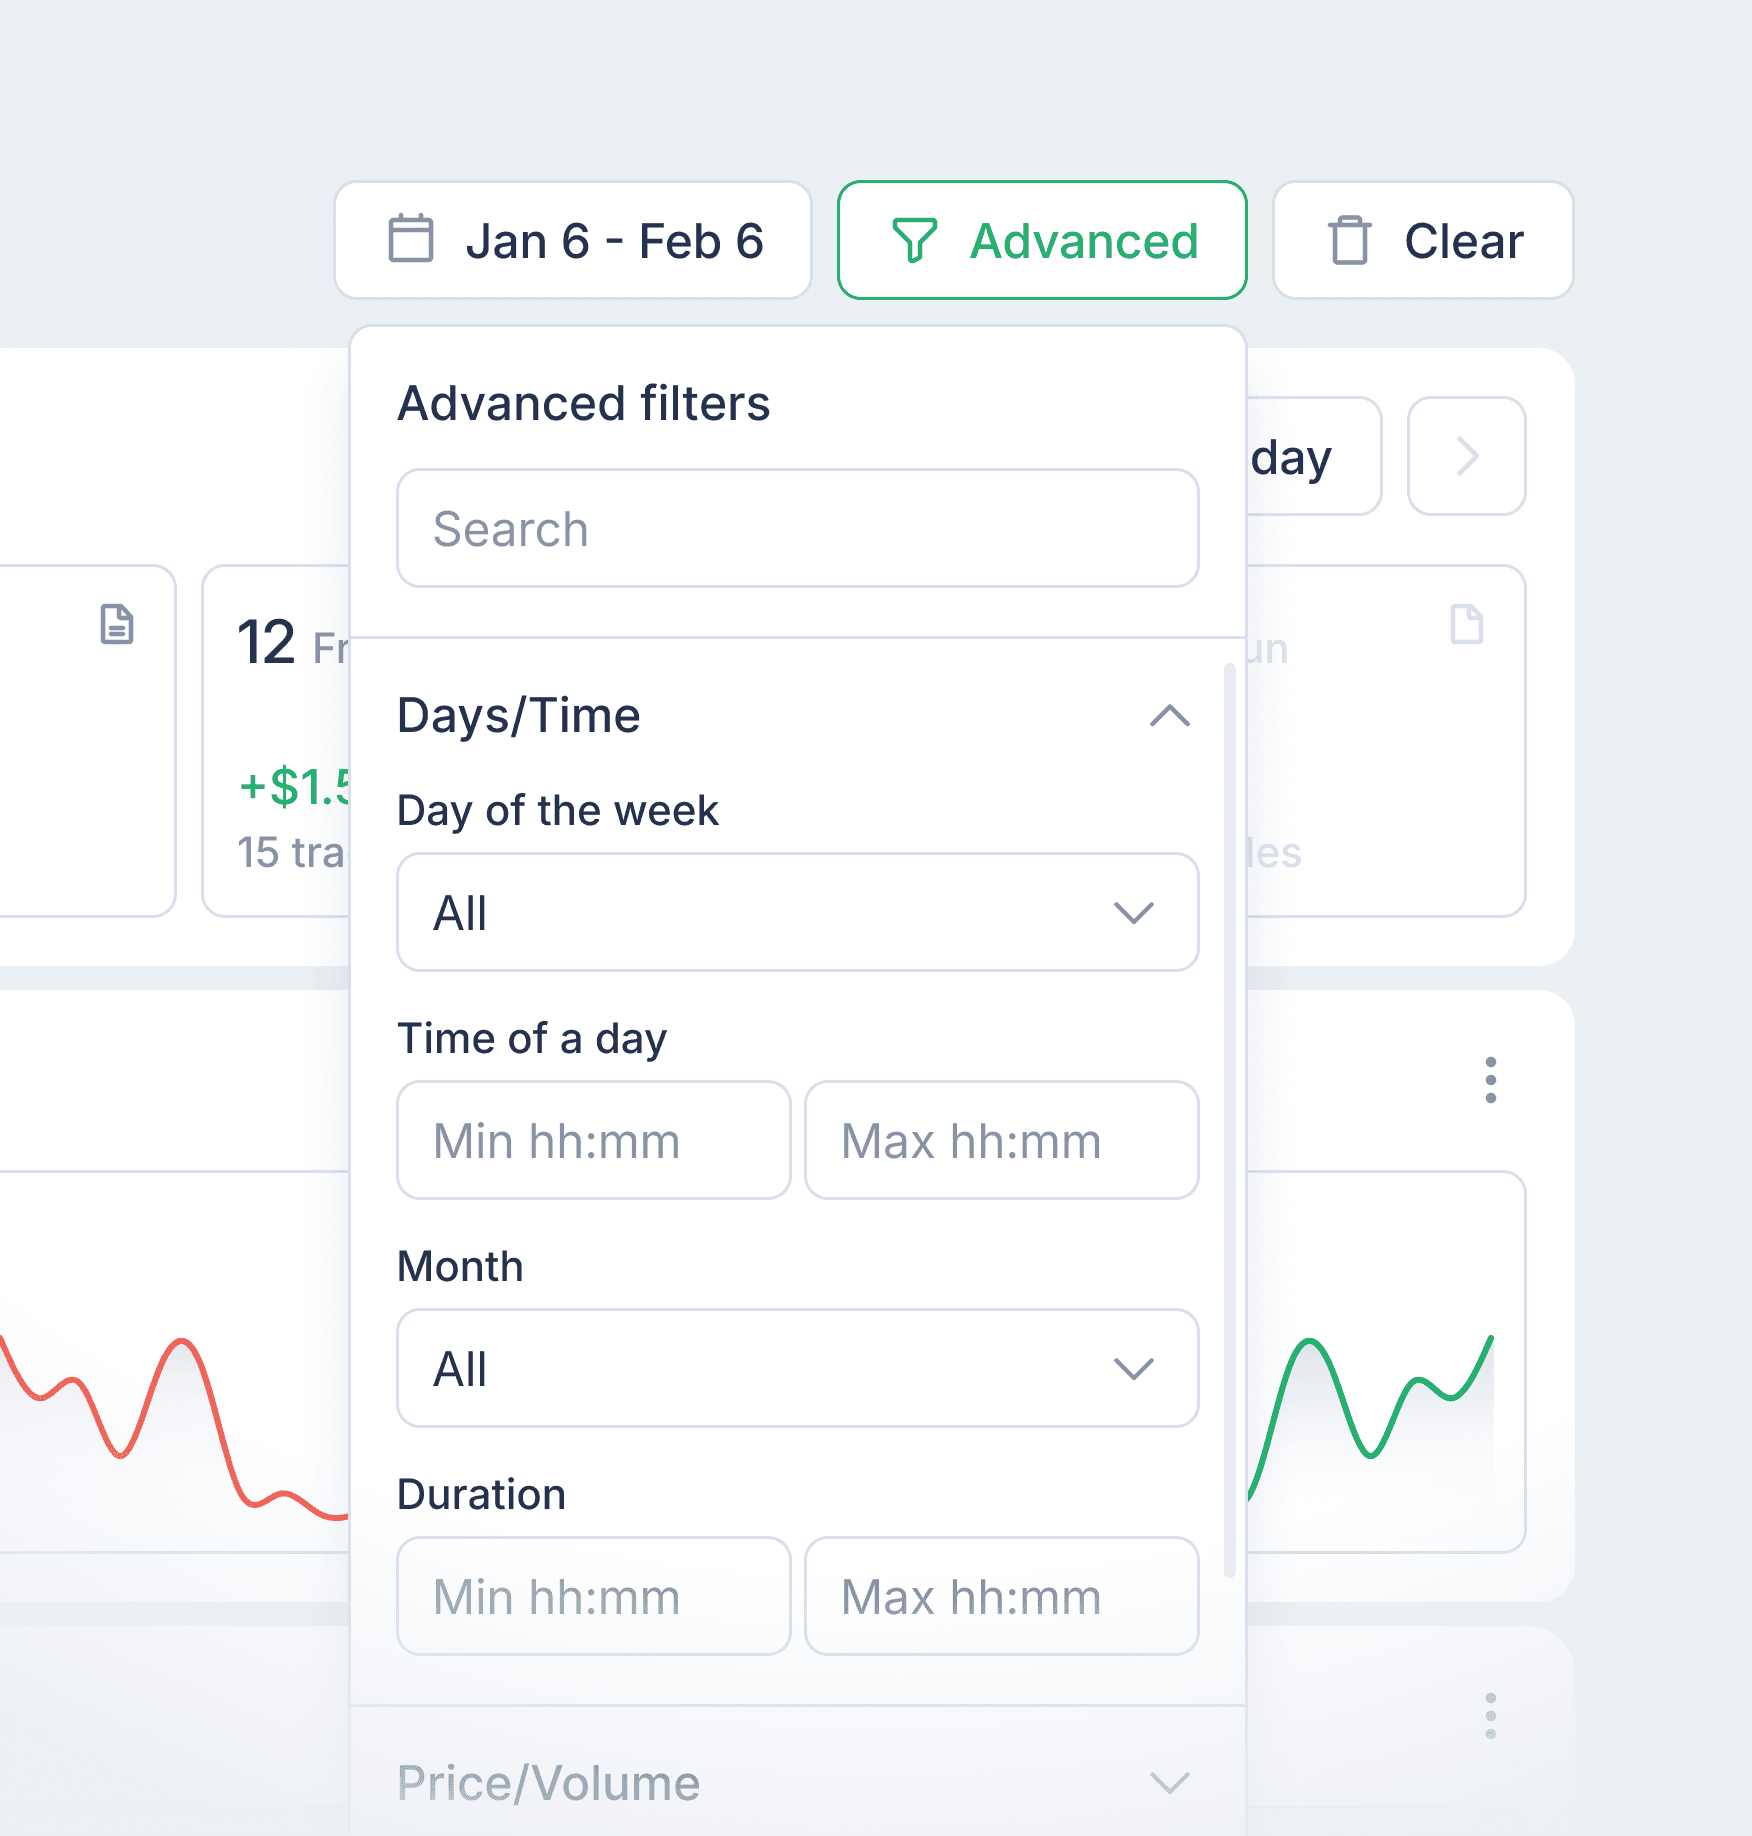 Jan 6 - Feb 6
Advanced
Clear
Advanced filters
Search
day
12 Fr
un
Days/Time
+$1.5
Day of the week
15 tra
les
All
Time of a day
Min hh:mm
Max hh:mm
Month
All
Duration
Min hh:mm
Max hh:mm
Price/Volume